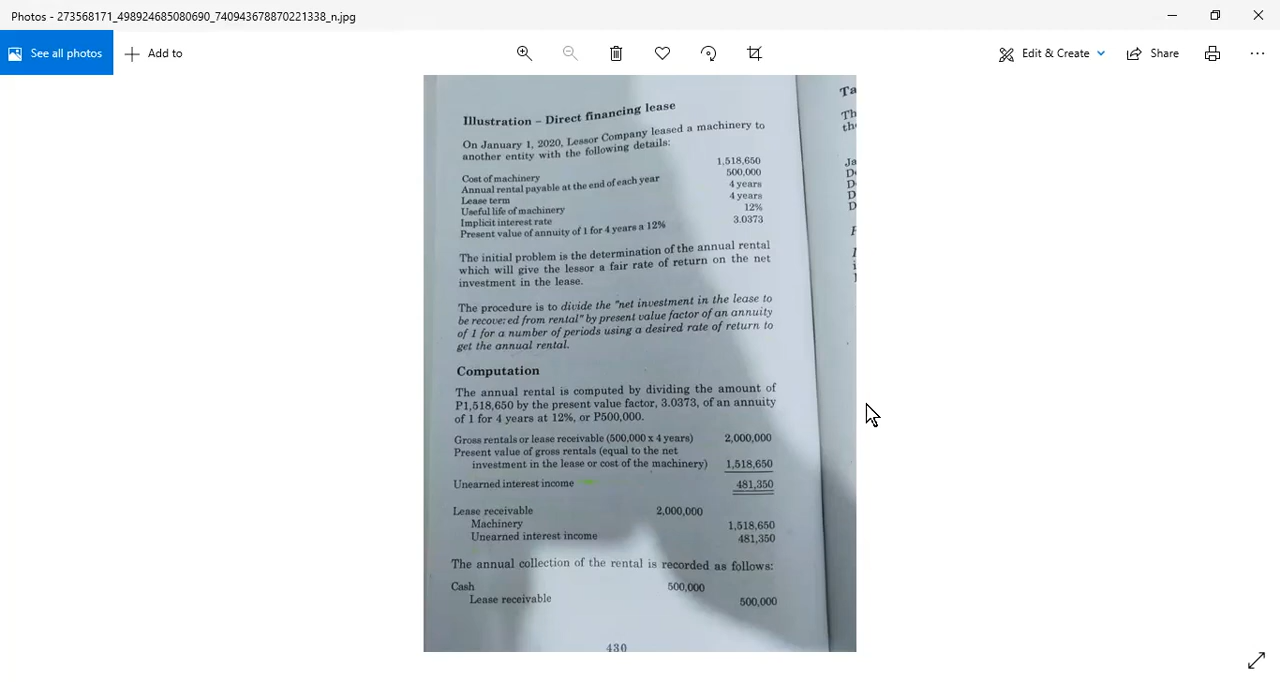 Photos - 273568171_498924685080690_740943678870221338_n.jpg
See all photos
Add to
Edit & Create
Share
Illustration – Direct financing lease
On January 1, 2020, Lessor Company leased a machinery to
another entity with the following details:
Cost of machinery 1,518,650
Annual rental payable at the end of each year 500,000
Lease term 4 years
Useful life of machinery 4 years
Implicit interest rate 12%
Present value of annuity of 1 for 4 years a 12% 3.0373
The initial problem is the determination of the annual rental
which will give the lessor a fair rate of return on the net
investment in the lease.
The procedure is to divide the "net investment in the lease to
be recove: ed from rental" by present value factor of an annuity
of 1 for a number of periods using a desired rate of return to
get the annual rental.
Computation
The annual rental is computed by dividing the amount of
P1,518,650 by the present value factor, 3.0373, of an annuity
of 1 for 4 years at 12%, or P500,000.
Gross rentals or lease receivable (500,000 x 4 years) 2,000,000
Present value of gross rentals (equal to the net
investment in the lease or cost of the machinery) 1,518,650
Unearned interest income 481,350
Lease receivable 2,000,000
Machinery 1,518,650
Unearned interest income 481,350
The annual collection of the rental is recorded as follows:
Cash 500,000
Lease receivable 500,000
430
Ta
Th
the
Ja
D
D
D
D